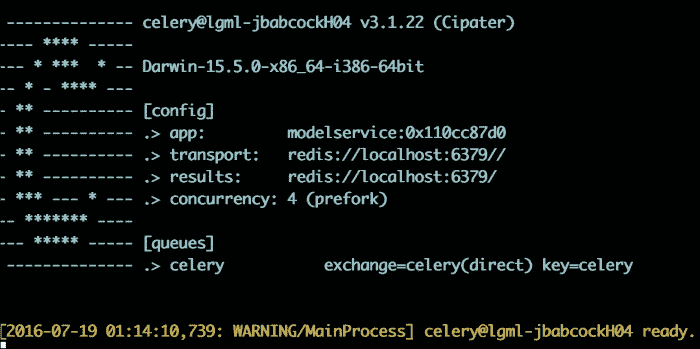 -------------- celery@lgml-jbabcockH04 v3.1.22 (Cipater)
---- **** -----
--- * ***  * -- Darwin-15.5.0-x86_64-i386-64bit
-- * - **** ---
- ** ---------- [config]
- ** ---------- .> app:         modelservice:0x110cc87d0
- ** ---------- .> transport:   redis://localhost:6379//
- ** ---------- .> results:     redis://localhost:6379/
- *** --- * --- .> concurrency: 4 (prefork)
-- ******* ----
--- ***** ----- [queues]
 -------------- .> celery           exchange=celery(direct) key=celery
[2016-07-19 01:14:10,739: WARNING/MainProcess] celery@lgml-jbabcockH04 ready.